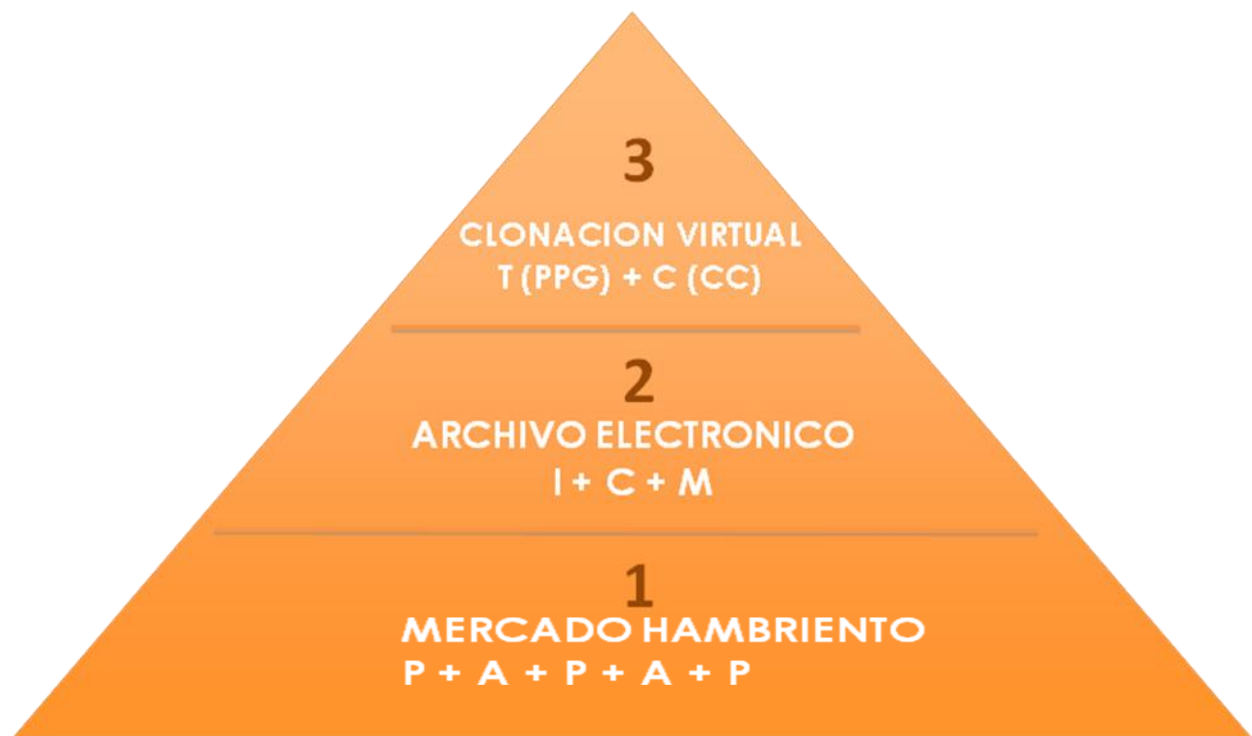 3
CLONACION VIRTUAL
T (PPG) + C (CC)
2
ARCHIVO ELECTRONICO
I + C + M
1
MERCADO HAMBRIENTO
P + A + P + A + P